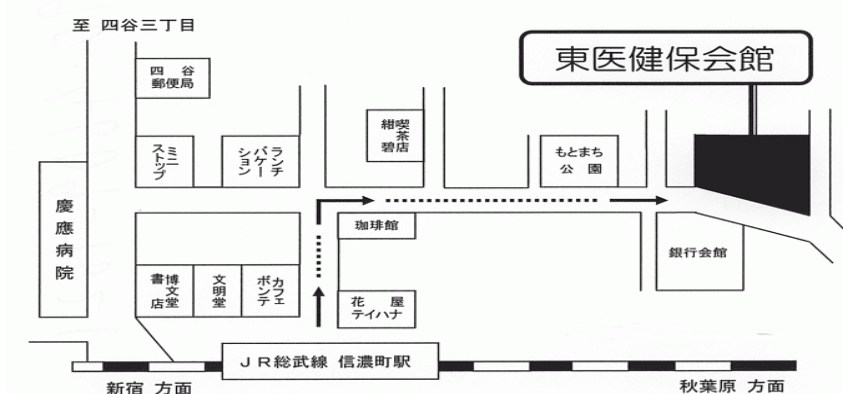 至 四谷三丁目
東医健保会館
四谷
郵便局
ミニ
ストップ
ランチ
パケー
ション
喫茶店
紺碧
もとまち
公園
慶應病院
珈琲館
銀行会館
博文堂
書店
文明堂
カフェ
ボンテ
花屋
テイハナ
JR総武線 信濃町駅
新宿 方面
秋葉原 方面